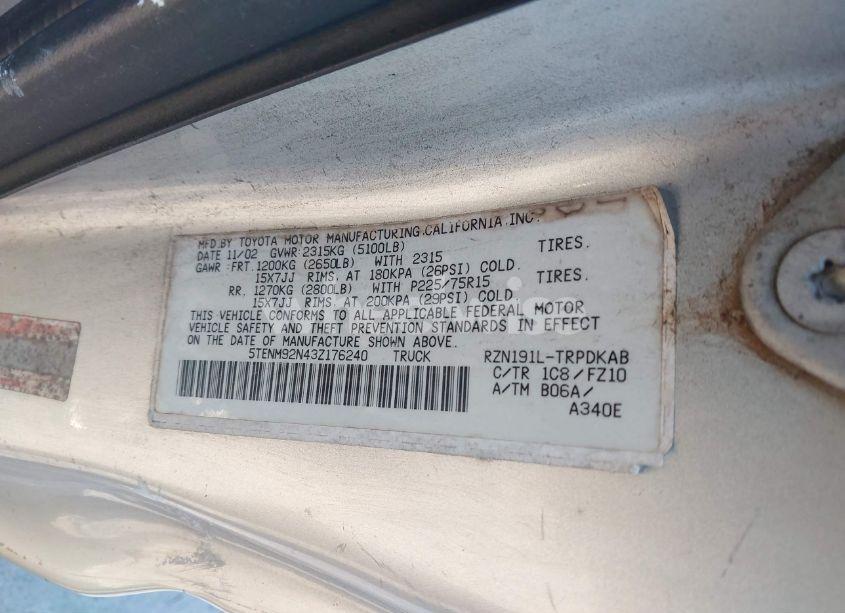 MFD.BY TOYOTA MOTOR MANUFACTURING,CALIFORNIA,INC.
DATE 11/02 GVWR:2315KG (5100LB)
GAWR :FRT.1200KG (2650LB) WITH 2315 TIRES.
15X7JJ RIMS, AT 180KPA (26PSI) COLD.
RR. 1270KG (2800LB) WITH P225/75R15 TIRES.
15X7JJ RIMS, AT 200KPA (29PSI) COLD.
THIS VEHICLE CONFORMS TO ALL APPLICABLE FEDERAL MOTOR
VEHICLE SAFETY AND THEFT PREVENTION STANDARDS IN EFFECT
ON THE DATE OF MANUFACTURE SHOWN ABOVE.
5TENM92N43Z176240 TRUCK RZN191L-TRPDKAB
C/TR 1C8/FZ10
A/TM B06A/
A340E